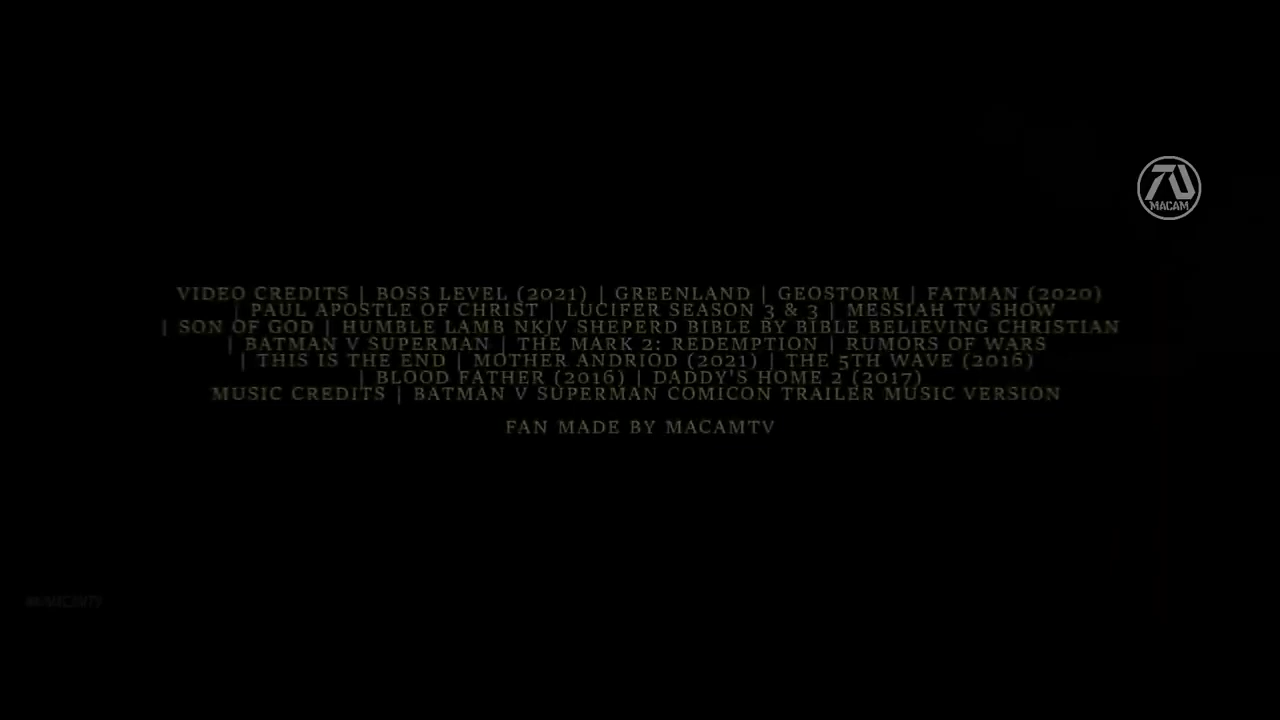 MACAM
VIDEO CREDITS | BOSS LEVEL (2021) | GREENLAND | GEOSTORM | FATMAN (2020)
| PAUL APOSTLE OF CHRIST | LUCIFER SEASON 3 & 3 | MESSIAH TV SHOW
| SON OF GOD | HUMBLE LAMB NKJV SHEPERD BIBLE BY BIBLE BELIEVING CHRISTIAN
| BATMAN V SUPERMAN | THE MARK 2: REDEMPTION | RUMORS OF WARS
| THIS IS THE END | MOTHER ANDRIOD (2021) | THE 5TH WAVE (2016)
| BLOOD FATHER (2016) | DADDY'S HOME 2 (2017)
MUSIC CREDITS | BATMAN V SUPERMAN COMICON TRAILER MUSIC VERSION
FAN MADE BY MACAMTV